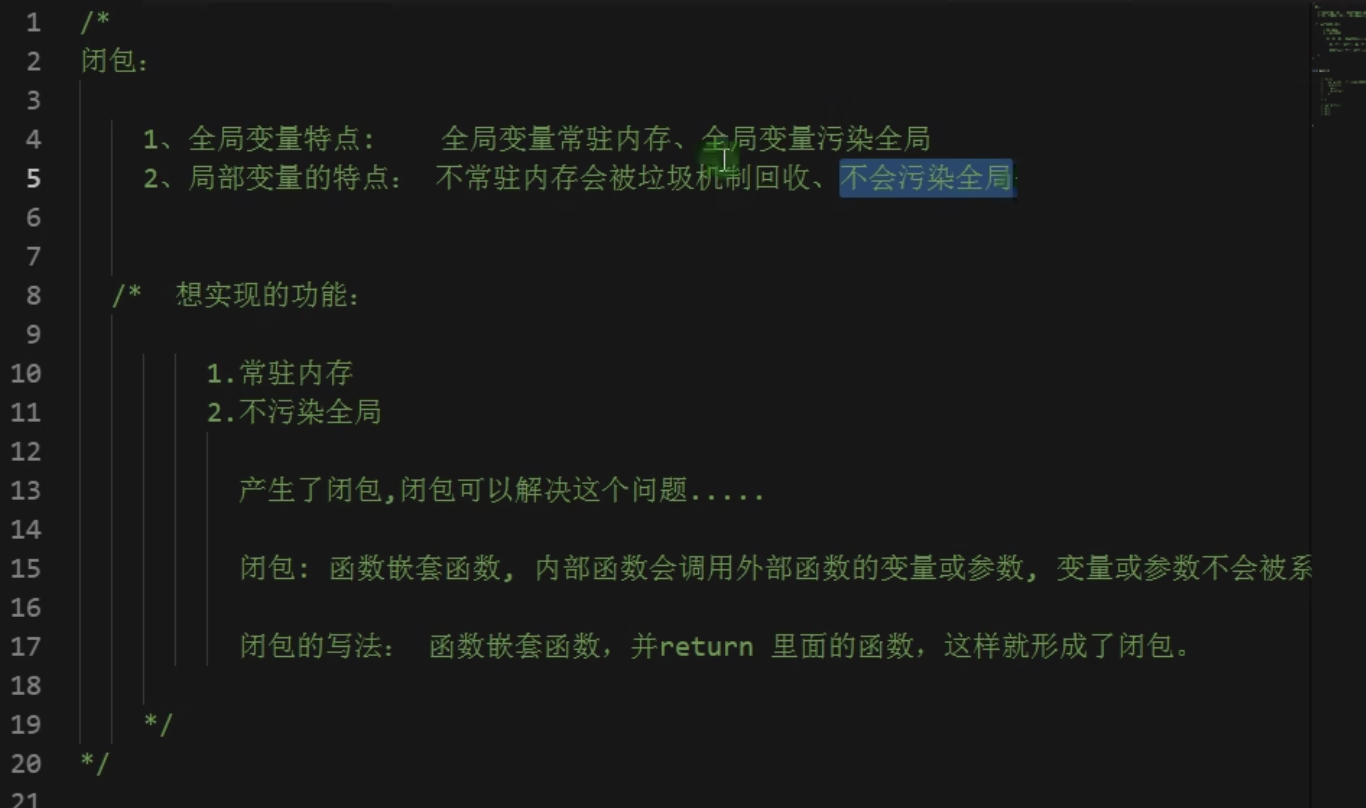 1 /*
2 闭包：
3
4 1、全局变量特点：  全局变量常驻内存、全局变量污染全局
5 2、局部变量的特点： 不常驻内存会被垃圾机制回收、不会污染全局
6
7
8 /* 想实现的功能：
9
10 1.常驻内存
11 2.不污染全局
12
13 产生了闭包,闭包可以解决这个问题.....
14
15 闭包: 函数嵌套函数, 内部函数会调用外部函数的变量或参数, 变量或参数不会被系
16
17 闭包的写法： 函数嵌套函数，并return 里面的函数，这样就形成了闭包。
18
19 */
20 */
21